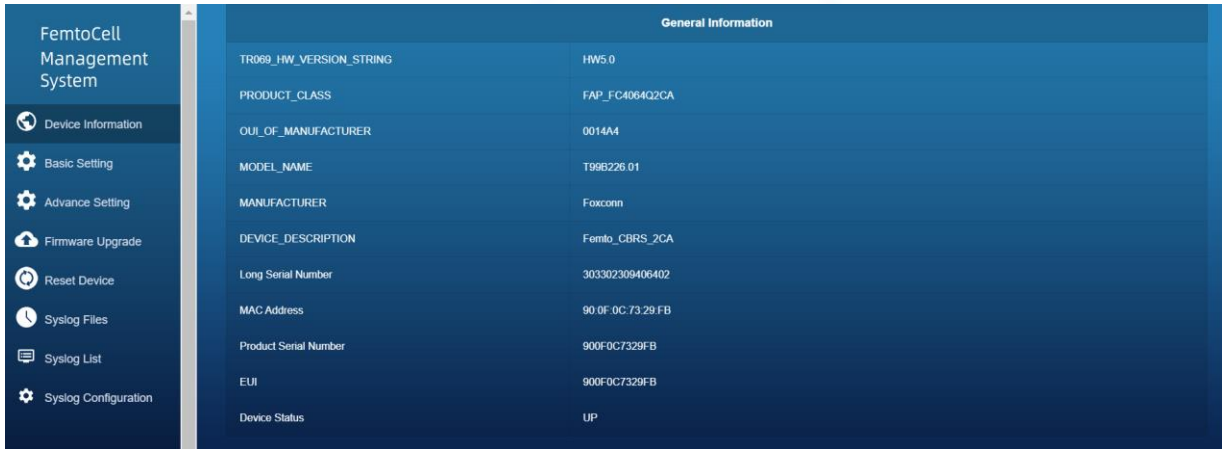 FemtoCell
Management
System
Device Information
Basic Setting
Advance Setting
Firmware Upgrade
Reset Device
Syslog Files
Syslog List
Syslog Configuration
General Information
TR069_HW_VERSION_STRING HW5.0
PRODUCT_CLASS FAP_FC4064Q2CA
OUI_OF_MANUFACTURER 0014A4
MODEL_NAME T99B226.01
MANUFACTURER Foxconn
DEVICE_DESCRIPTION Femto_CBRS_2CA
Long Serial Number 303302309406402
MAC Address 90:0F:0C:73:29:FB
Product Serial Number 900F0C7329FB
EUI 900F0C7329FB
Device Status UP